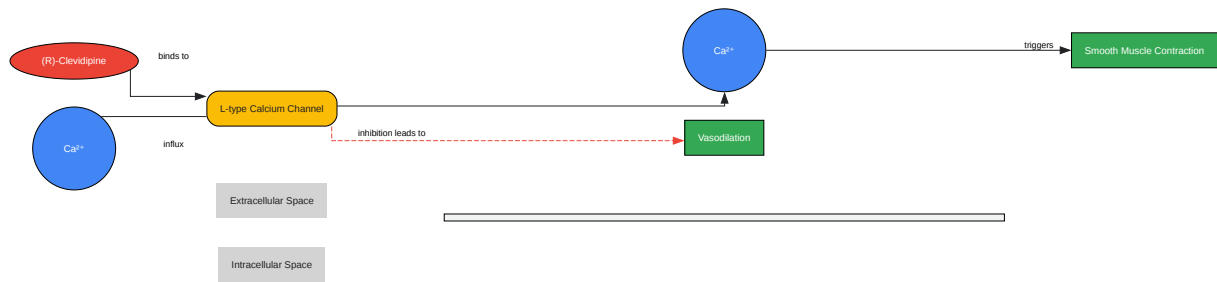 (R)-Clevidipine
binds to
Ca²⁺
influx
L-type Calcium Channel
inhibition leads to
Ca²⁺
triggers
Smooth Muscle Contraction
Vasodilation
Extracellular Space
Intracellular Space